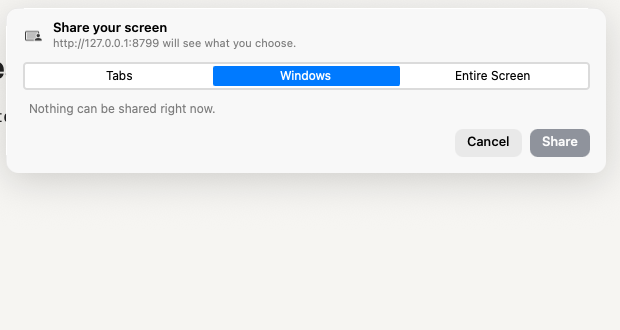 Share your screen
http://127.0.0.1:8799 will see what you choose.
Tabs Windows Entire Screen
Nothing can be shared right now.
Cancel Share